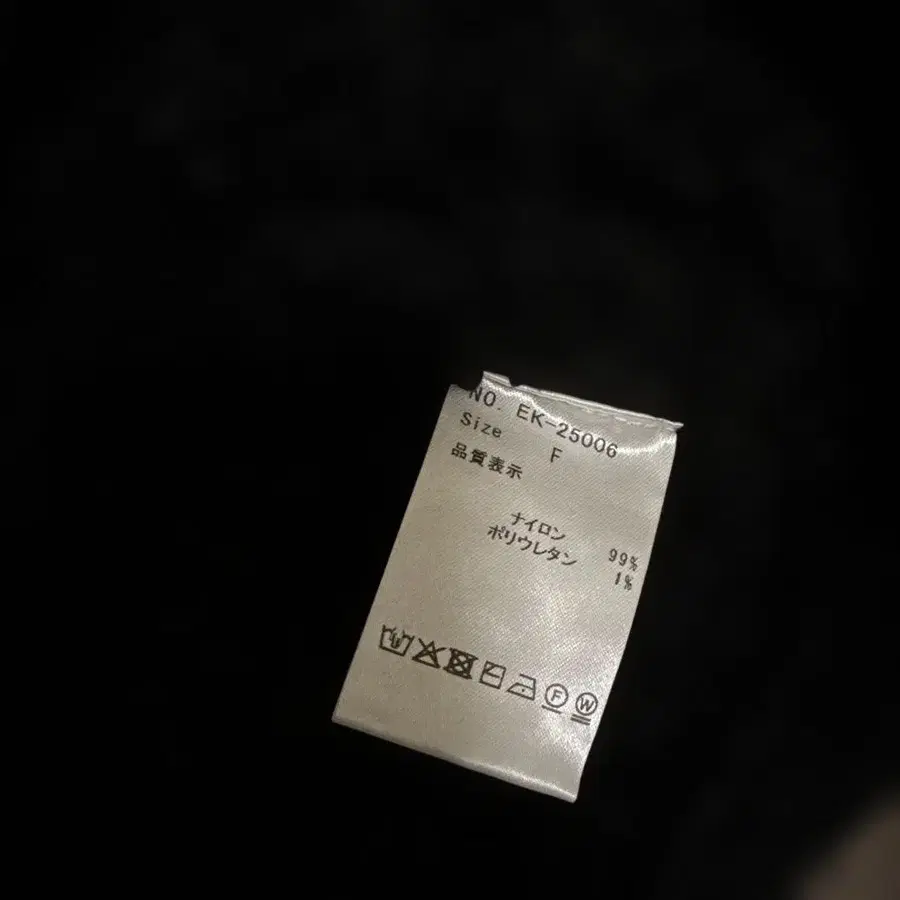 NO. EK-25006
Size F
品質表示
ナイロン 99%
ポリウレタン 1%
F W